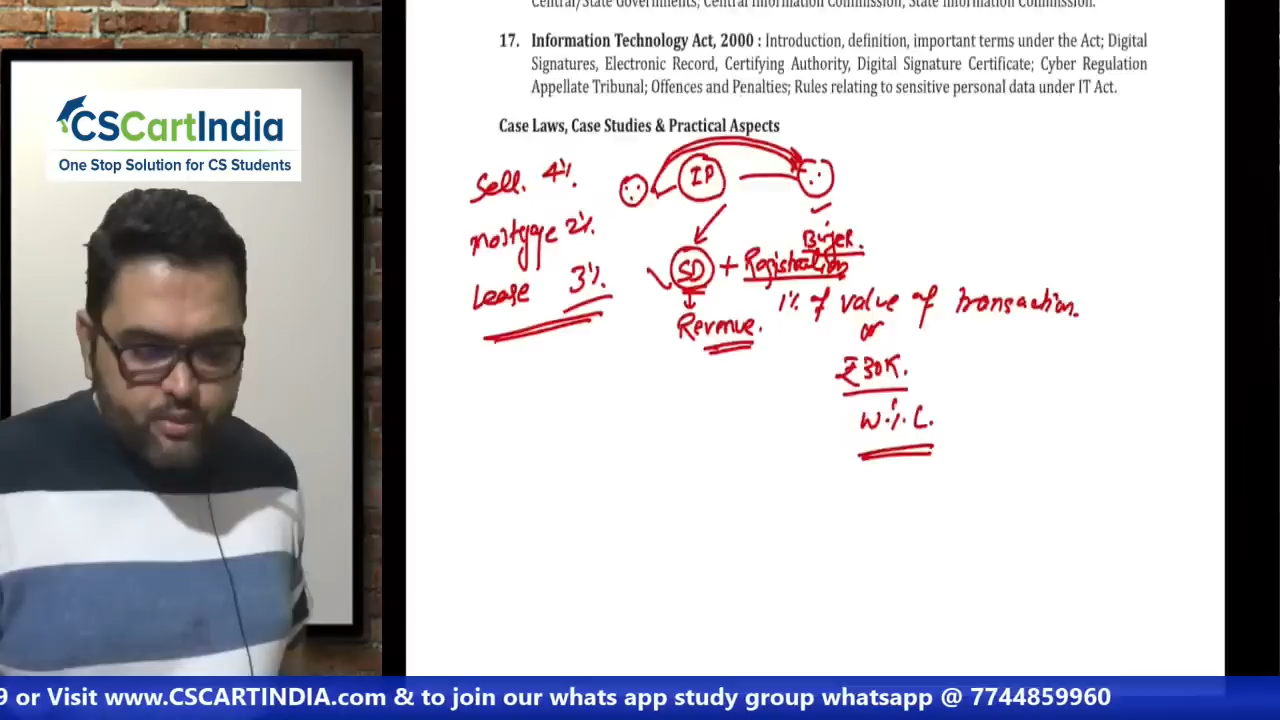 Central/State Governments; Central Information Commission, State Information Commission.
17. Information Technology Act, 2000 : Introduction, definition, important terms under the Act; Digital
Signatures, Electronic Record, Certifying Authority, Digital Signature Certificate; Cyber Regulation
Appellate Tribunal; Offences and Penalties; Rules relating to sensitive personal data under IT Act.
Case Laws, Case Studies & Practical Aspects
CSCartIndia
One Stop Solution for CS Students
Sell. 4%.
mortgage 2%.
Lease 3%.
IP
Buyer.
SD + Registration
Revenue.
1% of value of transaction.
or
₹30K.
W.%.L.
9 or Visit www.CSCARTINDIA.com & to join our whats app study group whatsapp @ 7744859960